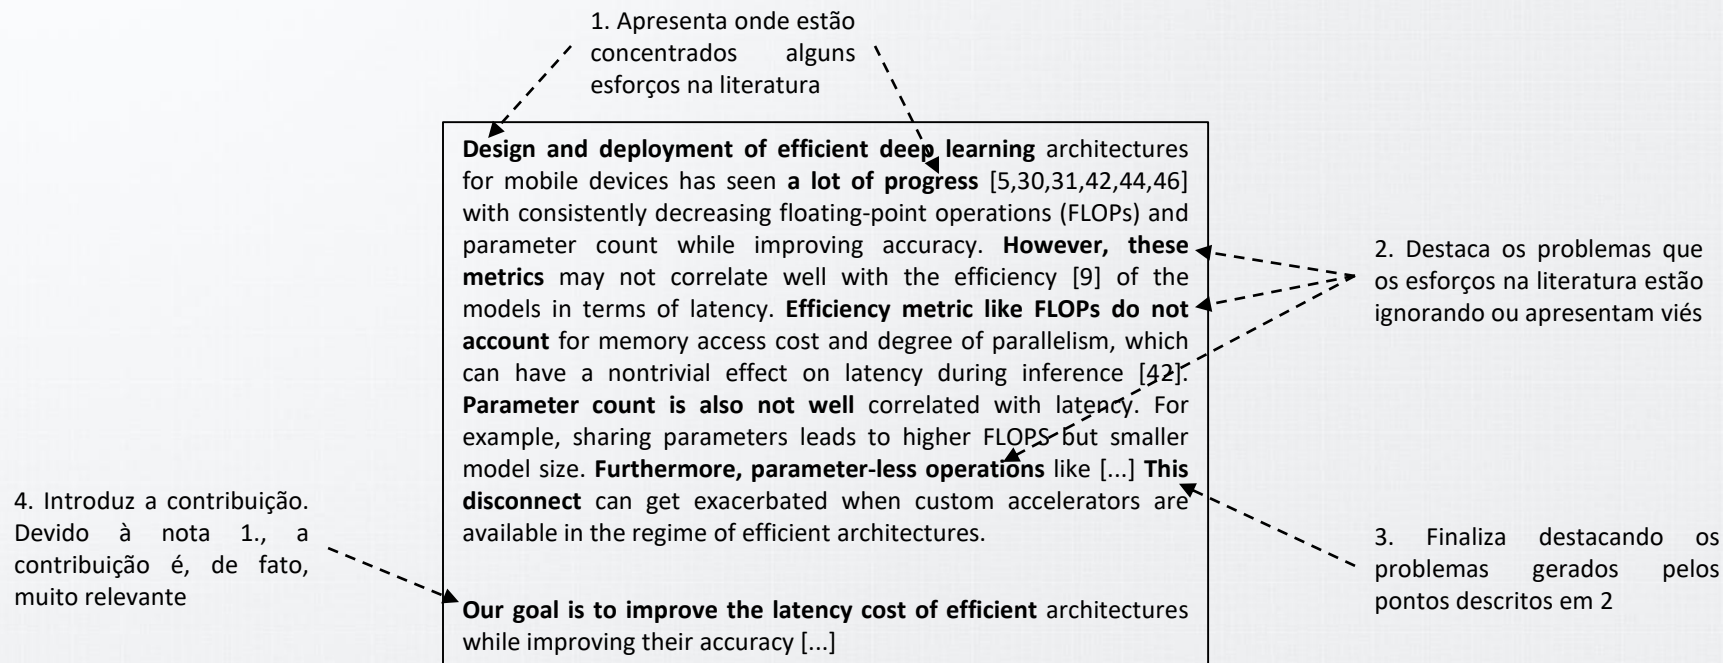 1. Apresenta onde estão
concentrados alguns
esforços na literatura
Design and deployment of efficient deep learning architectures
for mobile devices has seen a lot of progress [5,30,31,42,44,46]
with consistently decreasing floating-point operations (FLOPs) and
parameter count while improving accuracy. However, these
metrics may not correlate well with the efficiency [9] of the
models in terms of latency. Efficiency metric like FLOPs do not
account for memory access cost and degree of parallelism, which
can have a nontrivial effect on latency during inference [42].
Parameter count is also not well correlated with latency. For
example, sharing parameters leads to higher FLOPS but smaller
model size. Furthermore, parameter-less operations like [...] This
disconnect can get exacerbated when custom accelerators are
available in the regime of efficient architectures.
Our goal is to improve the latency cost of efficient architectures
while improving their accuracy [...]
2. Destaca os problemas que
os esforços na literatura estão
ignorando ou apresentam viés
3. Finaliza destacando os
problemas gerados pelos
pontos descritos em 2
4. Introduz a contribuição.
Devido à nota 1., a
contribuição é, de fato,
muito relevante